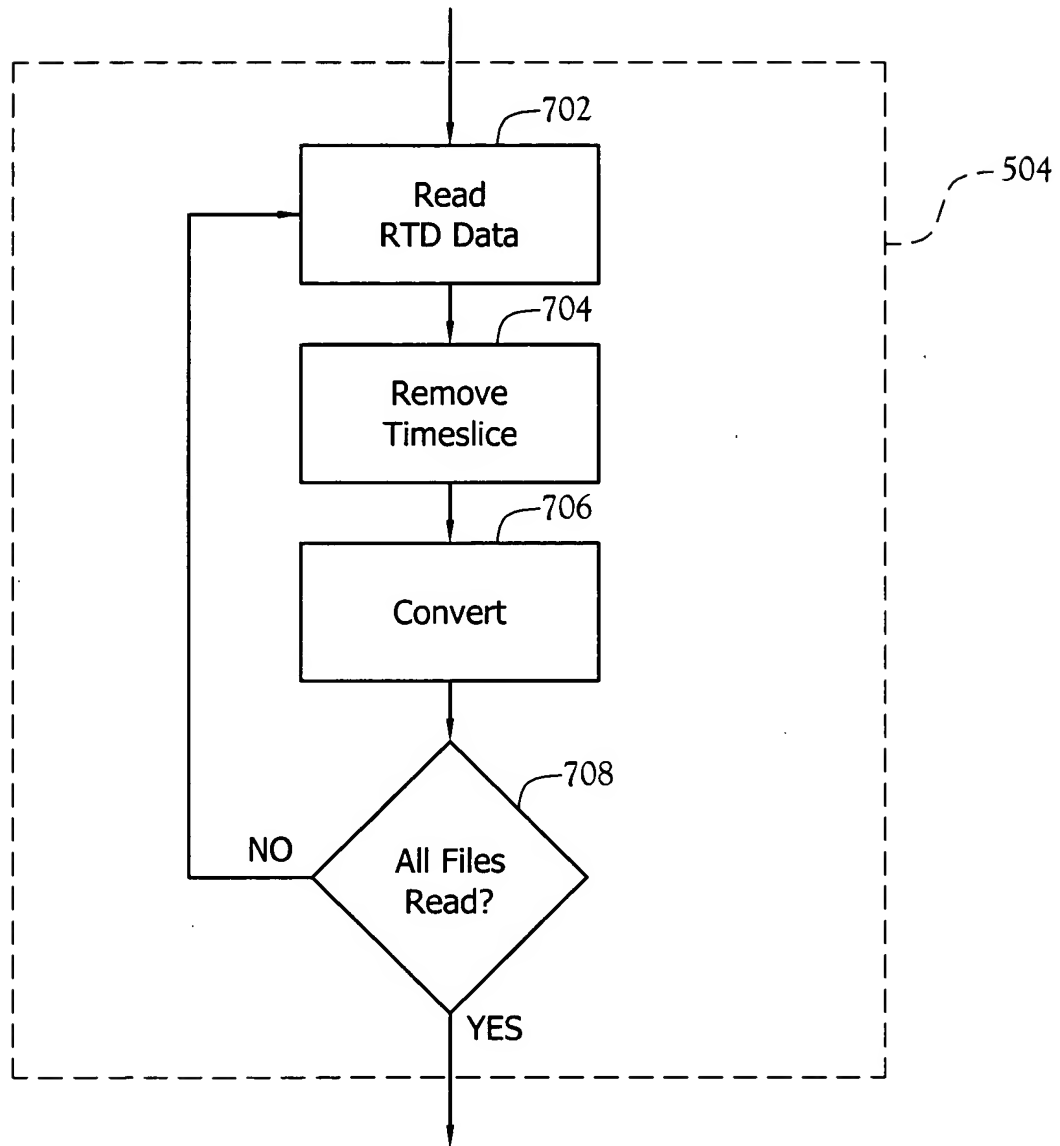 702
Read
RTD Data
504
704
Remove
Timeslice
706
Convert
708
NO
All Files
Read?
YES